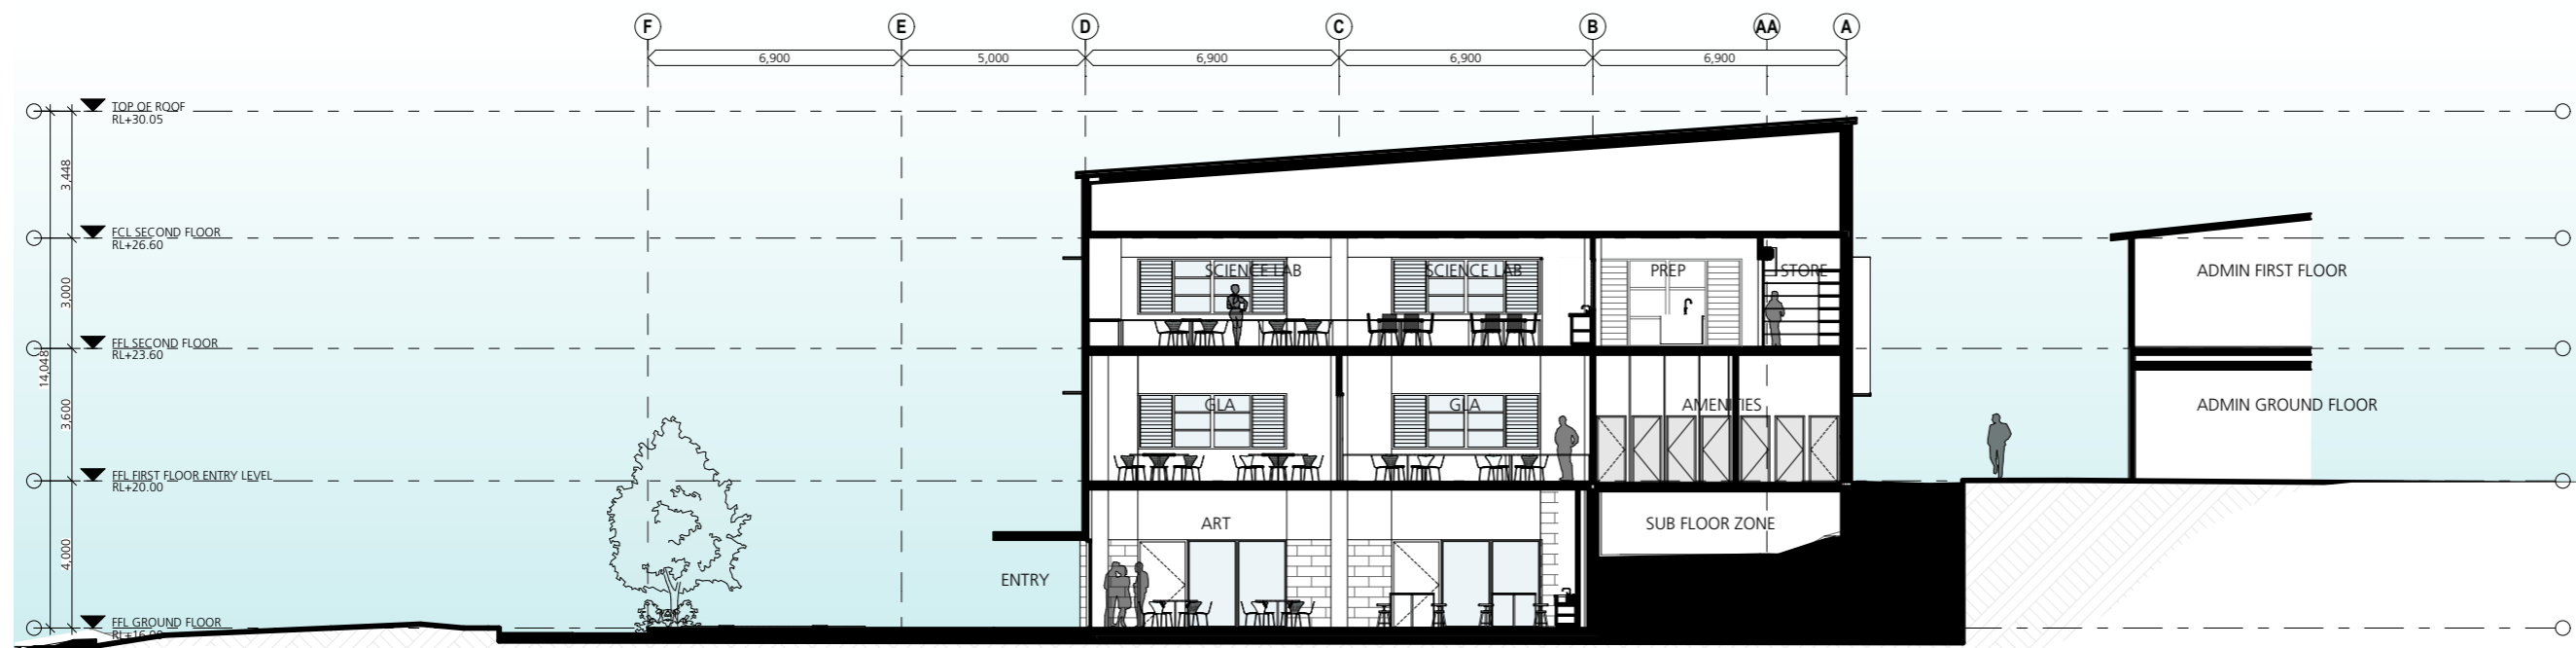 F E D C B AA A
6,900 5,000 6,900 6,900 6,900
TOP OF ROOF
RL+30.05
3,448
FCL SECOND FLOOR
RL+26.60
SCIENCE LAB SCIENCE LAB PREP STORE ADMIN FIRST FLOOR
3,000
FFL SECOND FLOOR
RL+23.60
14,048
3,600
GLA GLA AMENITIES ADMIN GROUND FLOOR
FFL FIRST FLOOR ENTRY LEVEL
RL+20.00
ART SUB FLOOR ZONE
4,000
ENTRY
FFL GROUND FLOOR
RL+16.00